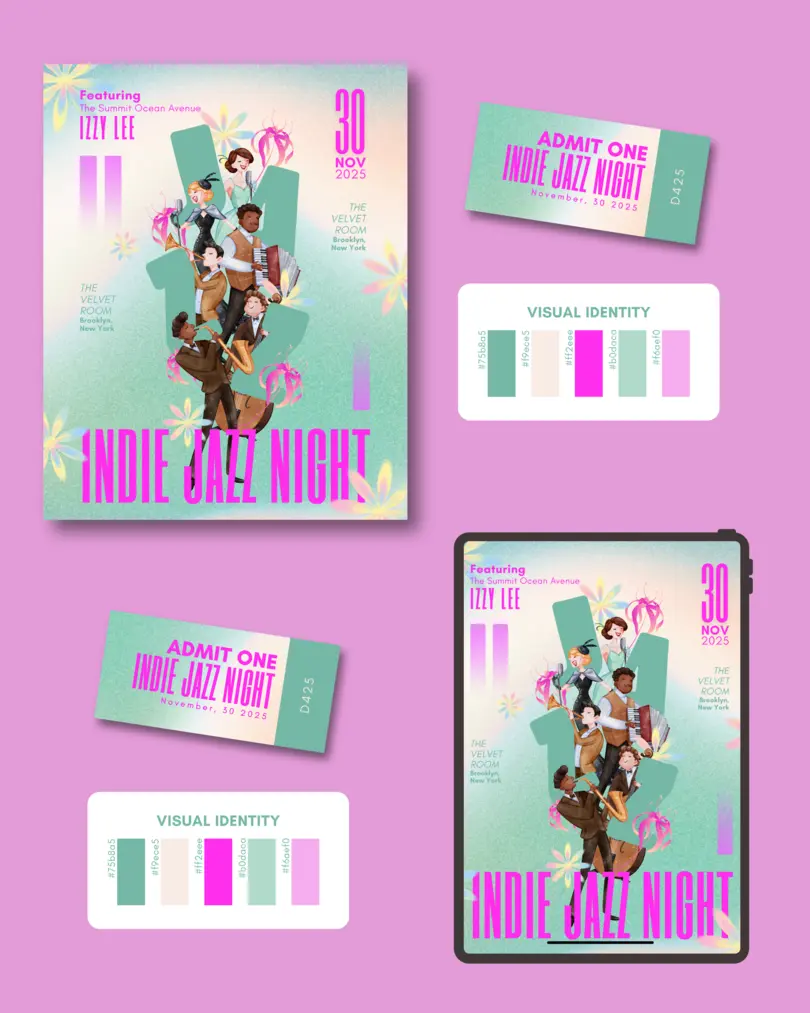 Featuring
The Summit Ocean Avenue
IZZY LEE
30
NOV
2025
THE
VELVET
ROOM
Brooklyn,
New York
THE
VELVET
ROOM
Brooklyn,
New York
INDIE JAZZ NIGHT
ADMIT ONE
INDIE JAZZ NIGHT
November, 30 2025
D425
VISUAL IDENTITY
#75b8a5
#f9ece5
#ff2eee
#b0daca
#f6aef0
ADMIT ONE
INDIE JAZZ NIGHT
November, 30 2025
D425
VISUAL IDENTITY
#75b8a5
#f9ece5
#ff2eee
#b0daca
#f6aef0
Featuring
The Summit Ocean Avenue
IZZY LEE
30
NOV
2025
THE
VELVET
ROOM
Brooklyn,
New York
THE
VELVET
ROOM
Brooklyn,
New York
INDIE JAZZ NIGHT